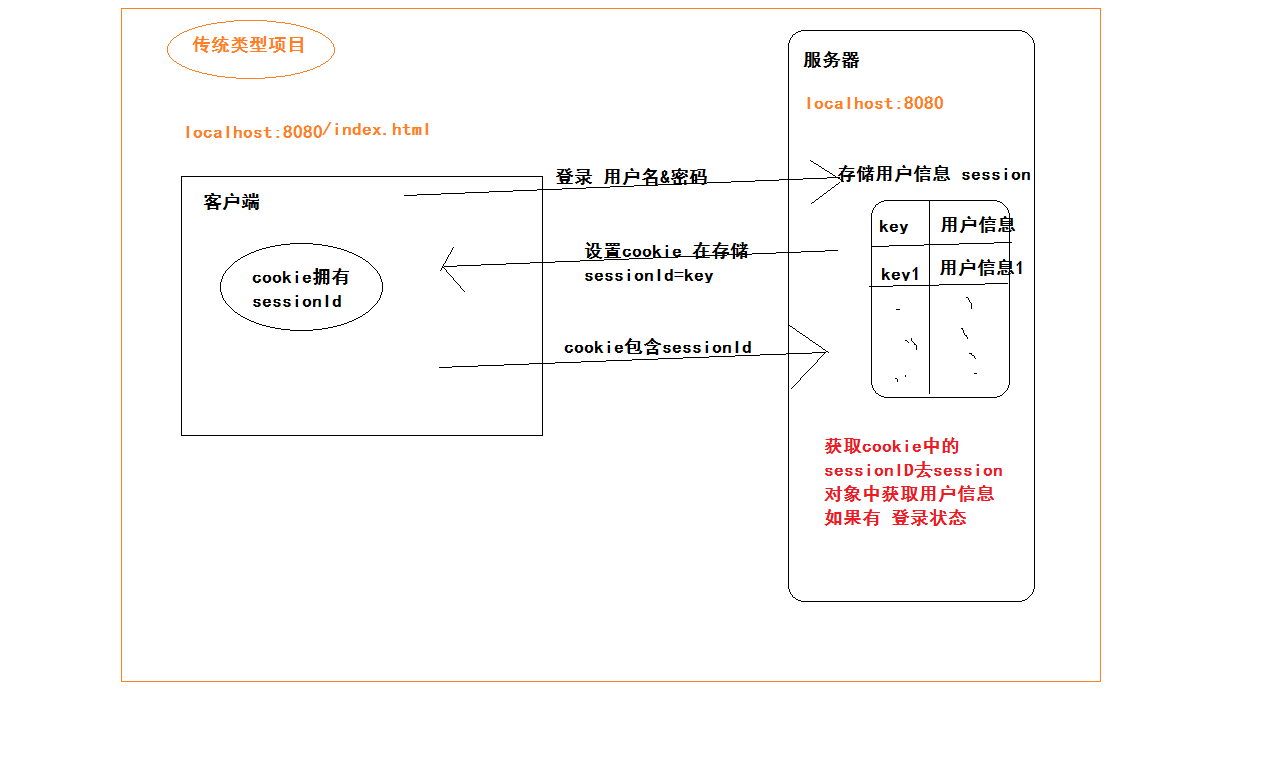 传统类型项目
localhost:8080/index.html
客户端
cookie拥有
sessionId
登录 用户名&密码
设置cookie 在存储
sessionId=key
cookie包含sessionId
服务器
localhost:8080
存储用户信息 session
key 用户信息
key1 用户信息1
获取cookie中的
sessionID去session
对象中获取用户信息
如果有 登录状态